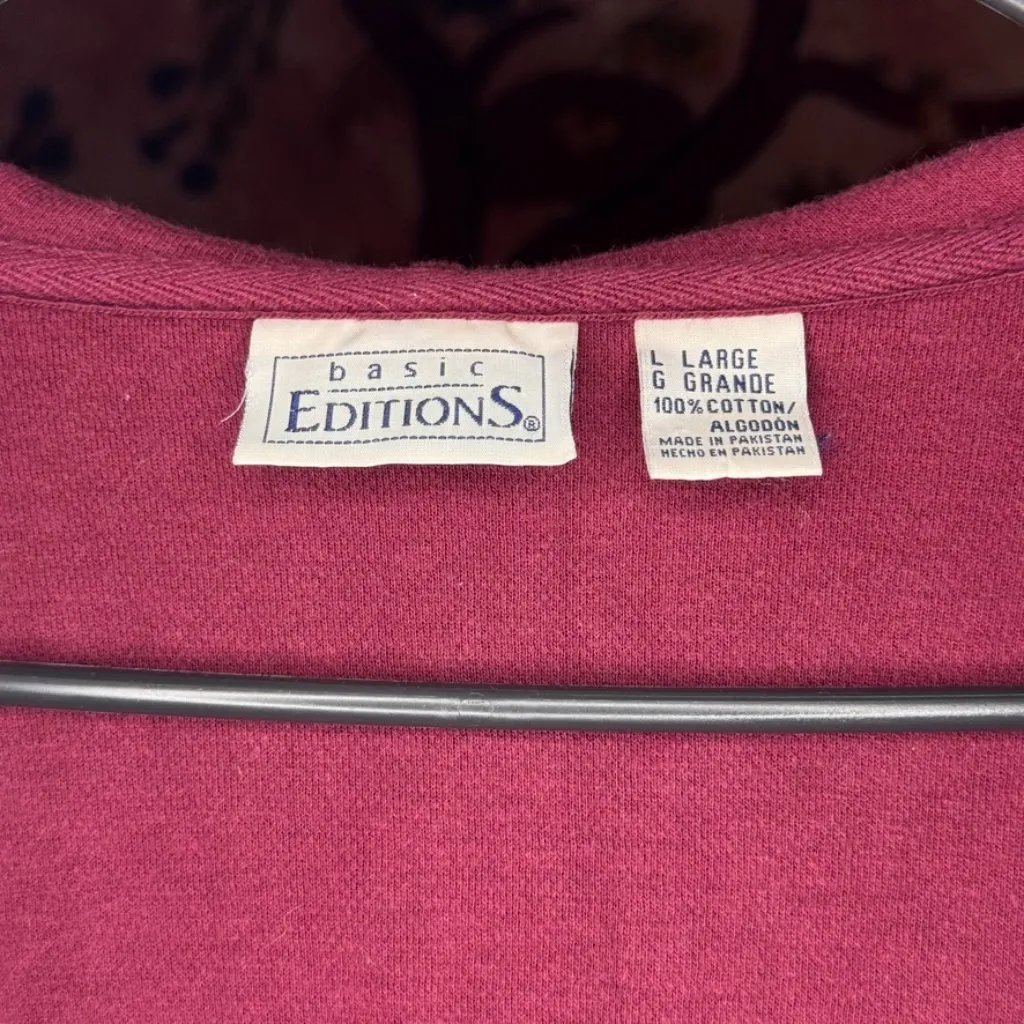 basic
EDITIONS®
L LARGE
G GRANDE
100% COTTON/
ALGODÓN
MADE IN PAKISTAN
HECHO EN PAKISTAN